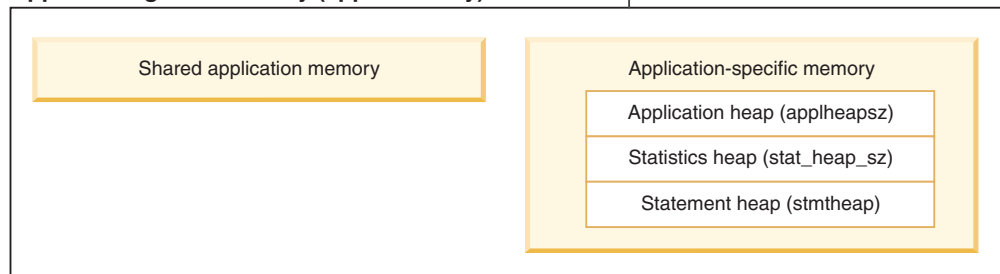 Shared application memory
Application-specific memory
Application heap (applheapsz)
Statistics heap (stat_heap_sz)
Statement heap (stmtheap)